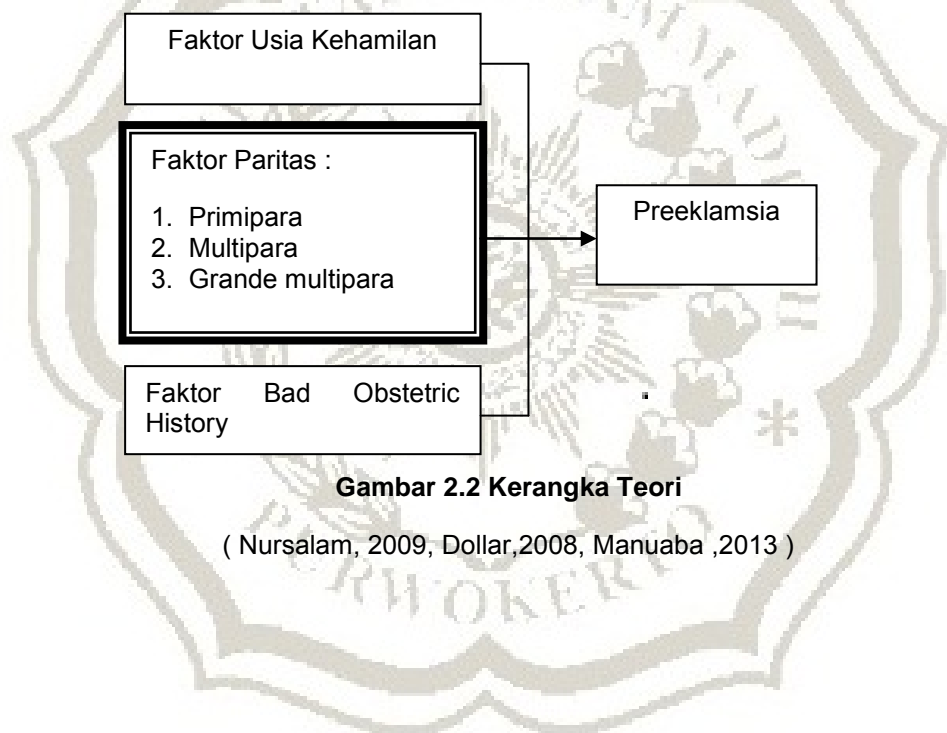 Faktor Usia Kehamilan
Faktor Paritas :
1. Primipara
2. Multipara
3. Grande multipara
Preeklamsia
Faktor Bad Obstetric
History
Gambar 2.2 Kerangka Teori
( Nursalam, 2009, Dollar,2008, Manuaba ,2013 )
PURWOKERTO